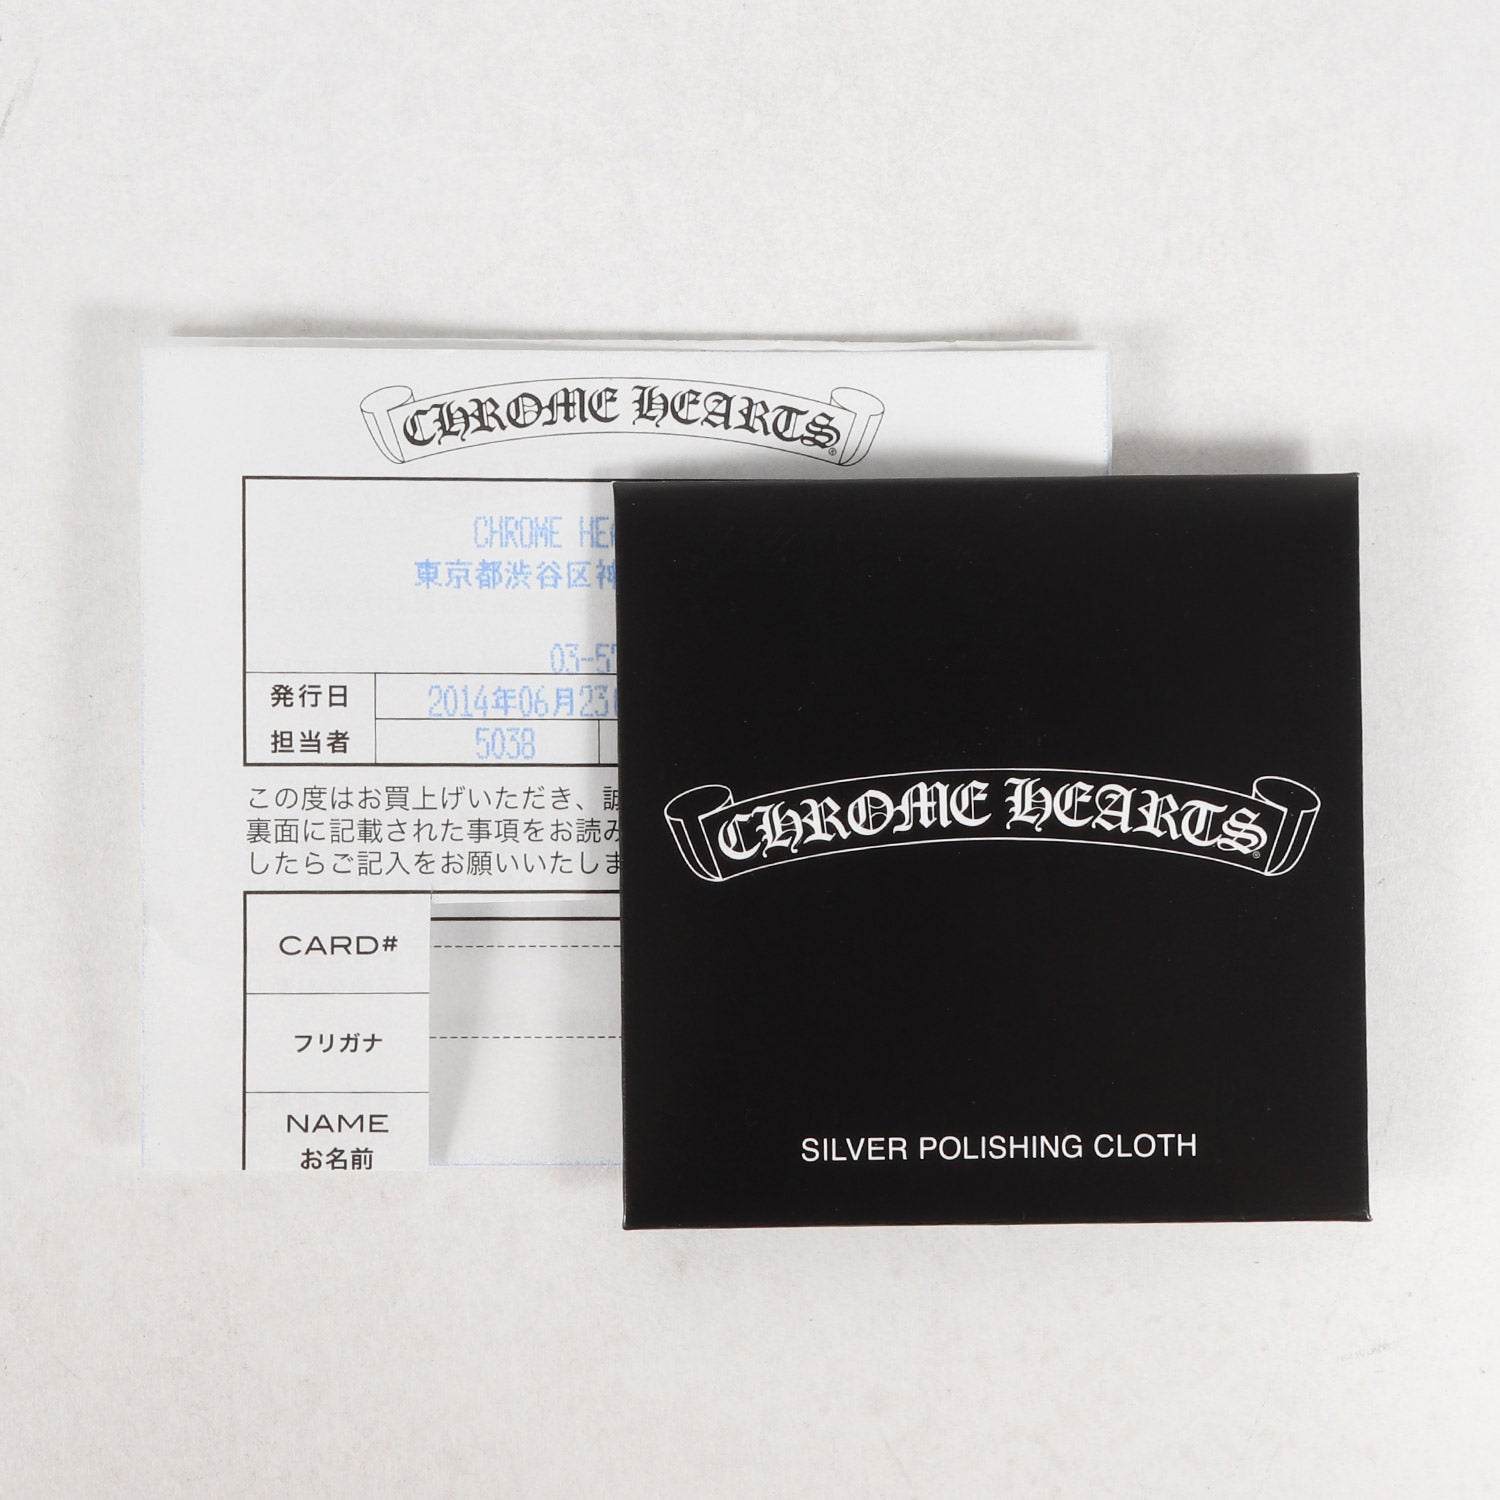 CHROME HEARTS®
CHROME
東京都渋谷区神
03-5
発行日 2014年06月23
担当者 5038
この度はお買上げいただき、誠
裏面に記載された事項をお読み
したらご記入をお願いいたしま
CARD#
フリガナ
NAME
お名前
CHROME HEARTS®
SILVER POLISHING CLOTH